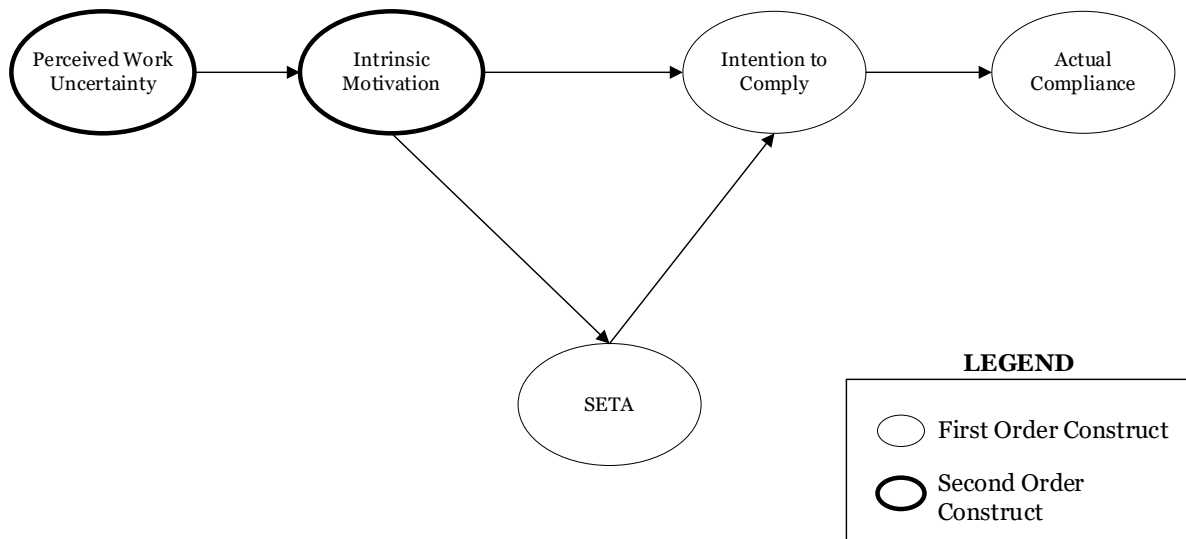 Perceived Work
Uncertainty
Intrinsic
Motivation
Intention to
Comply
Actual
Compliance
SETA
LEGEND
First Order Construct
Second Order
Construct